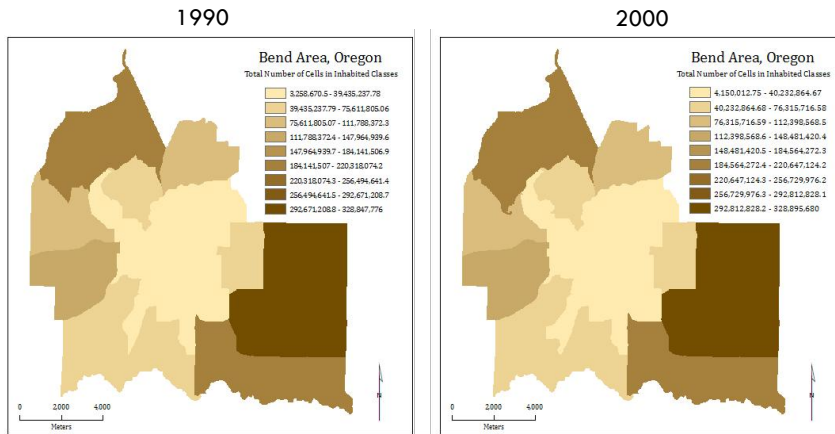 1990
Bend Area, Oregon
Total Number of Cells in Inhabited Classes
3,258,670.5 - 39,435,237.78
39,435,237.79 - 75,611,805.06
75,611,805.07 - 111,788,372.3
111,788,372.4 - 147,964,939.6
147,964,939.7 - 184,141,506.9
184,141,507 - 220,318,074.2
220,318,074.3 - 256,494,641.4
256,494,641.5 - 292,671,208.7
292,671,208.8 - 328,847,776
0 2,000 4,000
Meters
N
2000
Bend Area, Oregon
Total Number of Cells in Inhabited Classes
4,150,012.75 - 40,232,864.67
40,232,864.68 - 76,315,716.58
76,315,716.59 - 112,398,568.5
112,398,568.6 - 148,481,420.4
148,481,420.5 - 184,564,272.3
184,564,272.4 - 220,647,124.2
220,647,124.3 - 256,729,976.2
256,729,976.3 - 292,812,828.1
292,812,828.2 - 328,895,680
0 2,000 4,000
Meters
N